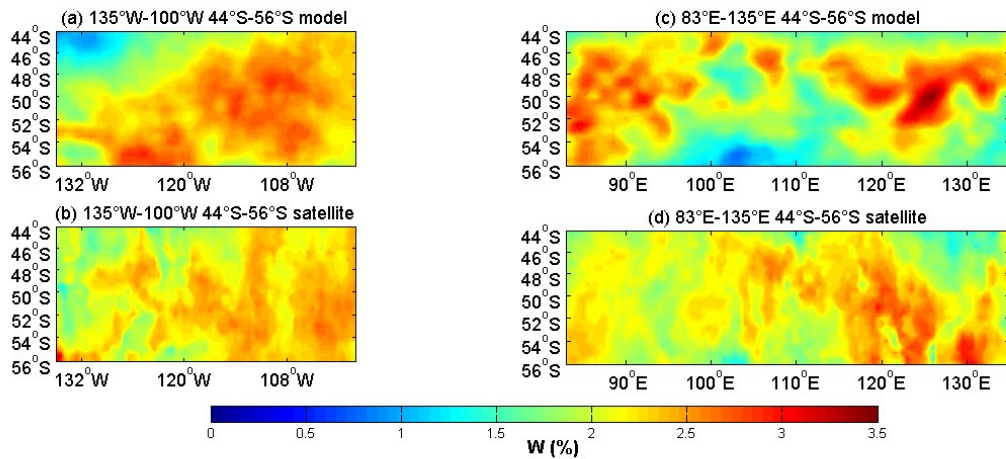 (a) 135°W-100°W 44°S-56°S model
44°S
46°S
48°S
50°S
52°S
54°S
56°S
132°W 120°W 108°W
(b) 135°W-100°W 44°S-56°S satellite
44°S
46°S
48°S
50°S
52°S
54°S
56°S
132°W 120°W 108°W
(c) 83°E-135°E 44°S-56°S model
44°S
46°S
48°S
50°S
52°S
54°S
56°S
90°E 100°E 110°E 120°E 130°E
(d) 83°E-135°E 44°S-56°S satellite
44°S
46°S
48°S
50°S
52°S
54°S
56°S
90°E 100°E 110°E 120°E 130°E
0 0.5 1 1.5 2 2.5 3 3.5
W (%)